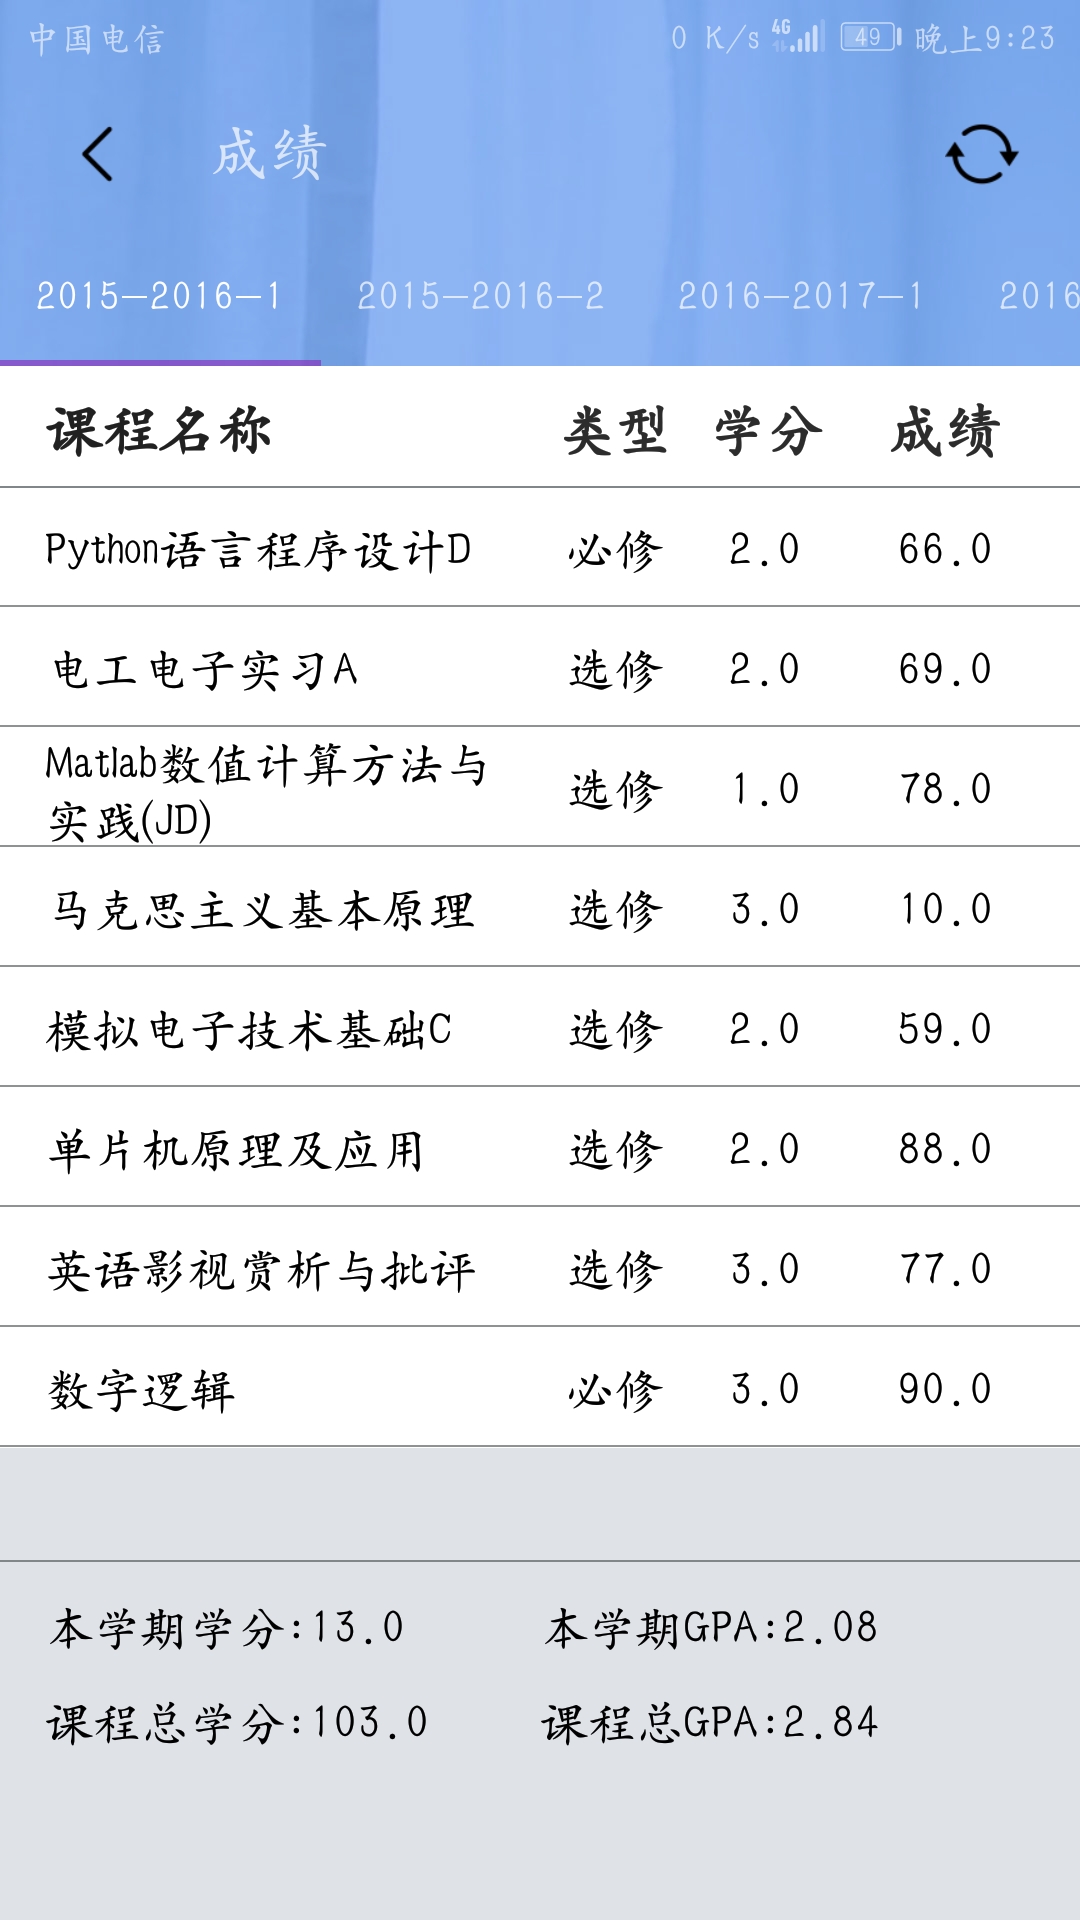 中国电信 0 K/s 4G 49 晚上9:23
成绩
2015-2016-1 2015-2016-2 2016-2017-1 2016
课程名称 类型 学分 成绩
Python语言程序设计D 必修 2.0 66.0
电工电子实习A 选修 2.0 69.0
Matlab数值计算方法与
实践(JD) 选修 1.0 78.0
马克思主义基本原理 选修 3.0 10.0
模拟电子技术基础C 选修 2.0 59.0
单片机原理及应用 选修 2.0 88.0
英语影视赏析与批评 选修 3.0 77.0
数字逻辑 必修 3.0 90.0
本学期学分:13.0 本学期GPA:2.08
课程总学分:103.0 课程总GPA:2.84